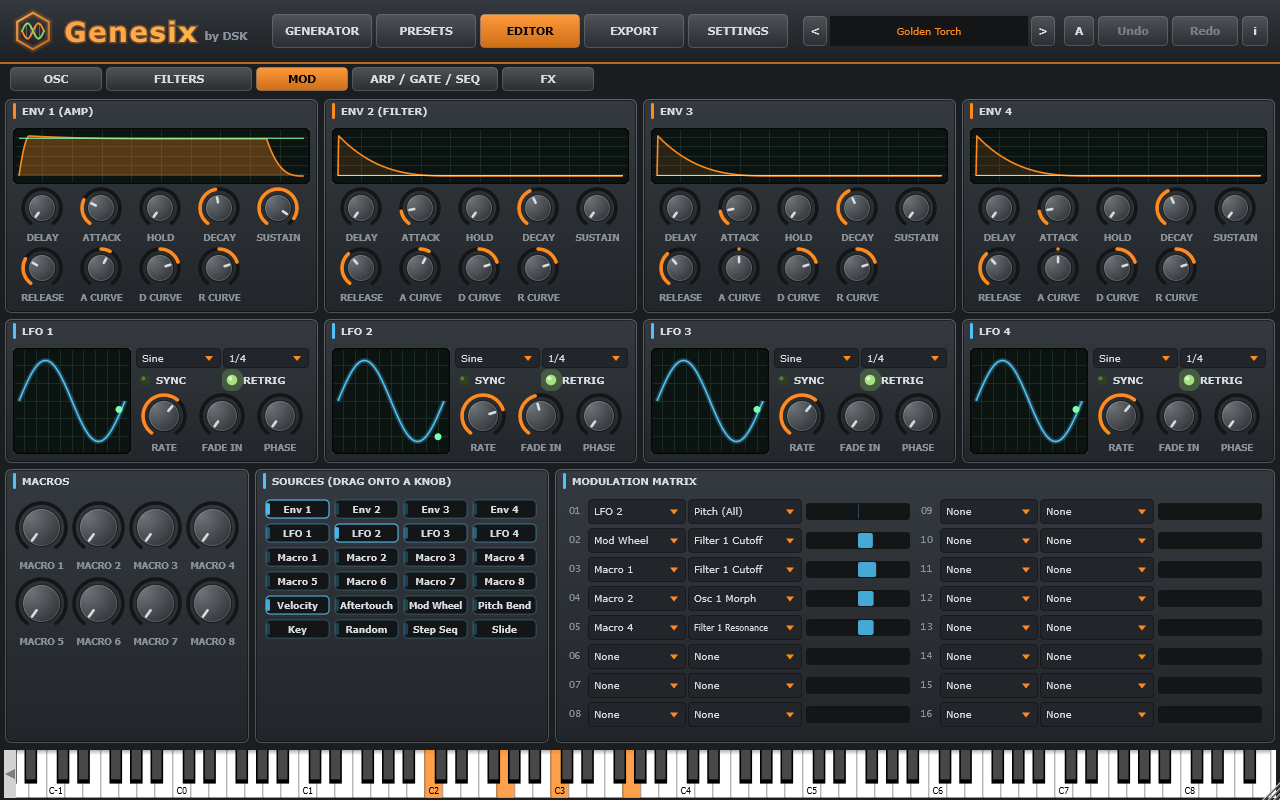 Genesix by DSK GENERATOR PRESETS EDITOR EXPORT SETTINGS < Golden Torch > A Undo Redo i
OSC FILTERS MOD ARP / GATE / SEQ FX
ENV 1 (AMP)
DELAY ATTACK HOLD DECAY SUSTAIN
RELEASE A CURVE D CURVE R CURVE
ENV 2 (FILTER)
DELAY ATTACK HOLD DECAY SUSTAIN
RELEASE A CURVE D CURVE R CURVE
ENV 3
DELAY ATTACK HOLD DECAY SUSTAIN
RELEASE A CURVE D CURVE R CURVE
ENV 4
DELAY ATTACK HOLD DECAY SUSTAIN
RELEASE A CURVE D CURVE R CURVE
LFO 1
Sine 1/4
SYNC RETRIG
RATE FADE IN PHASE
LFO 2
Sine 1/4
SYNC RETRIG
RATE FADE IN PHASE
LFO 3
Sine 1/4
SYNC RETRIG
RATE FADE IN PHASE
LFO 4
Sine 1/4
SYNC RETRIG
RATE FADE IN PHASE
MACROS
MACRO 1 MACRO 2 MACRO 3 MACRO 4
MACRO 5 MACRO 6 MACRO 7 MACRO 8
SOURCES (DRAG ONTO A KNOB)
Env 1 Env 2 Env 3 Env 4
LFO 1 LFO 2 LFO 3 LFO 4
Macro 1 Macro 2 Macro 3 Macro 4
Macro 5 Macro 6 Macro 7 Macro 8
Velocity Aftertouch Mod Wheel Pitch Bend
Key Random Step Seq Slide
MODULATION MATRIX
01 LFO 2 Pitch (All)
02 Mod Wheel Filter 1 Cutoff
03 Macro 1 Filter 1 Cutoff
04 Macro 2 Osc 1 Morph
05 Macro 4 Filter 1 Resonance
06 None None
07 None None
08 None None
09 None None
10 None None
11 None None
12 None None
13 None None
14 None None
15 None None
16 None None
C-1 C0 C1 C2 C3 C4 C5 C6 C7 C8